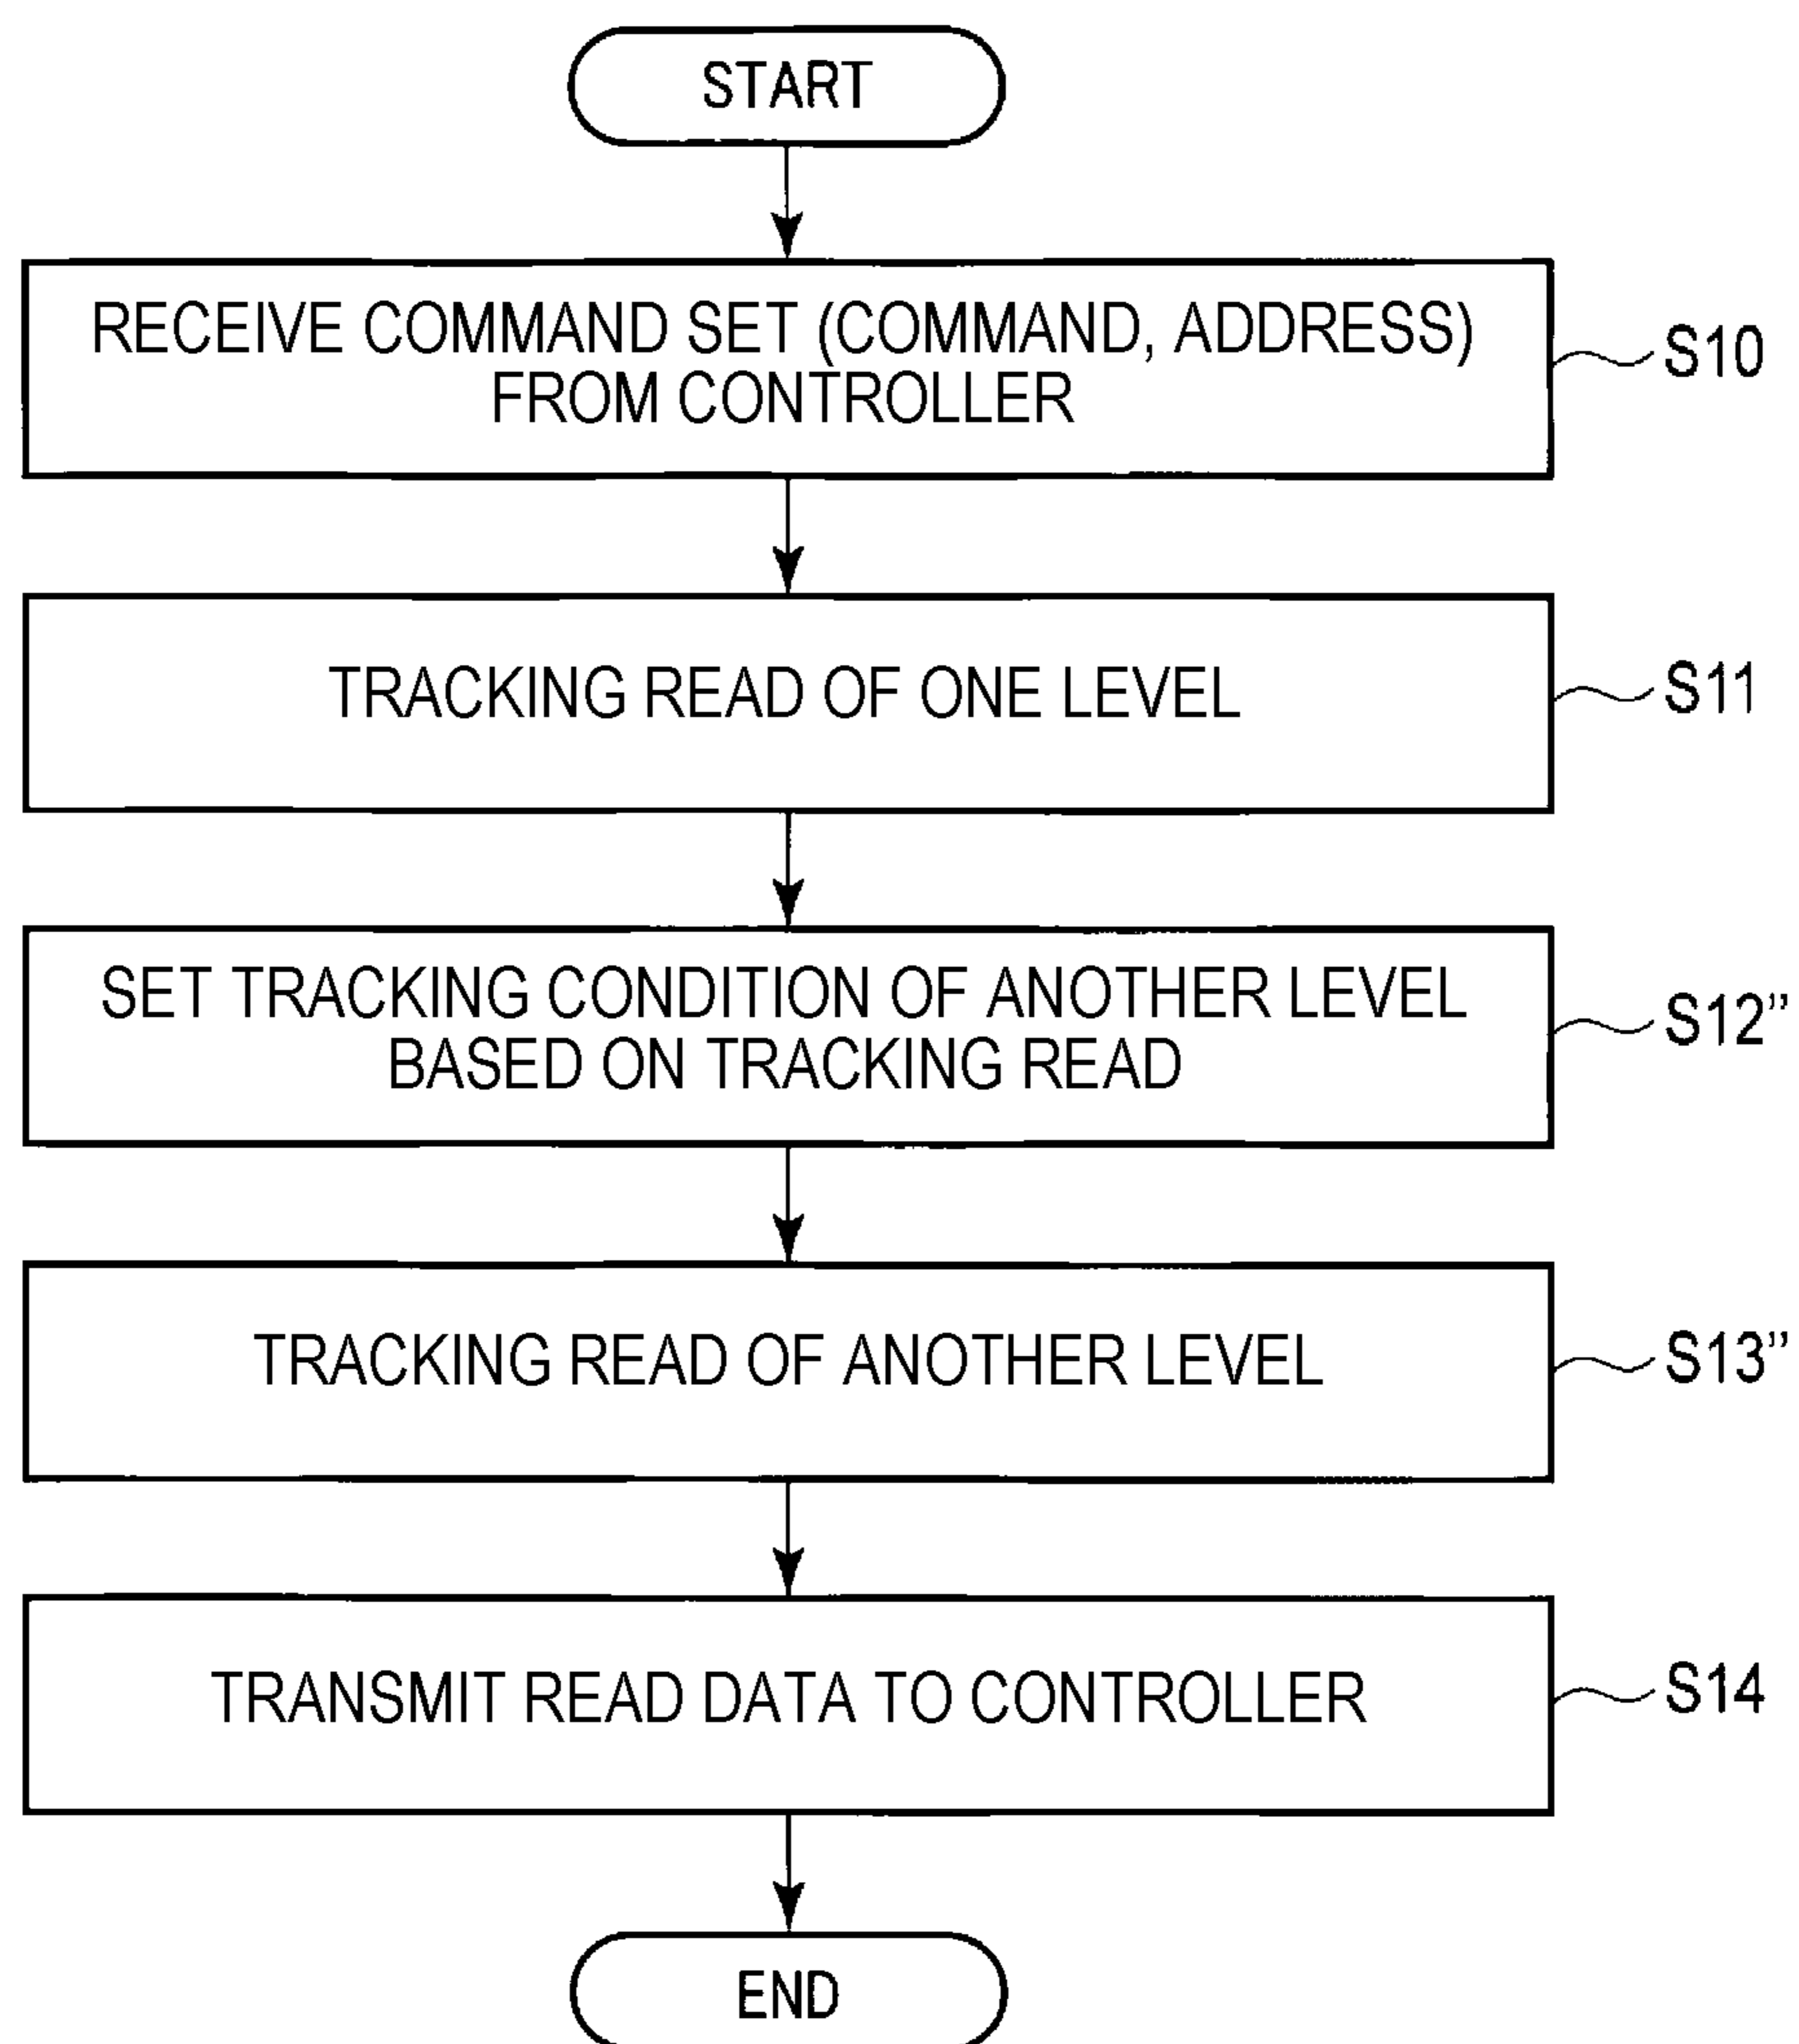 START
RECEIVE COMMAND SET (COMMAND, ADDRESS)
FROM CONTROLLER
S10
TRACKING READ OF ONE LEVEL
S11
SET TRACKING CONDITION OF ANOTHER LEVEL
BASED ON TRACKING READ
S12”
TRACKING READ OF ANOTHER LEVEL
S13”
TRANSMIT READ DATA TO CONTROLLER
S14
END